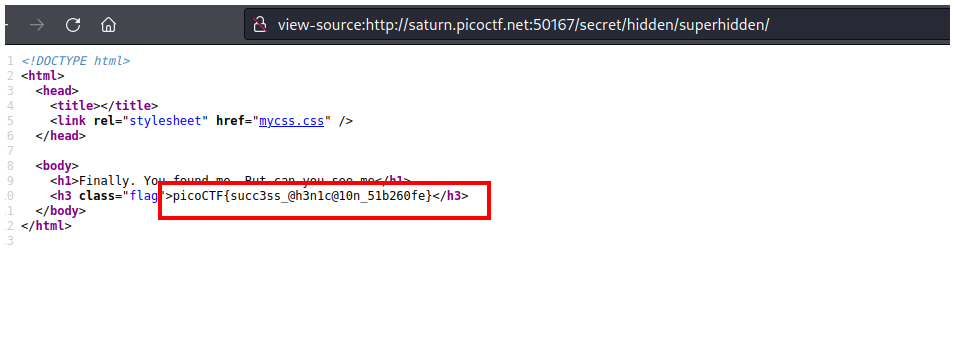 view-source:http://saturn.picoctf.net:50167/secret/hidden/superhidden/
1 <!DOCTYPE html>
2 <html>
3 <head>
4 <title></title>
5 <link rel="stylesheet" href="mycss.css" />
6 </head>
7
8 <body>
9 <h1>Finally. You found me. But can you see me</h1>
.0 <h3 class="flag">picoCTF{succ3ss_@h3n1c@10n_51b260fe}</h3>
.1 </body>
.2 </html>
.3